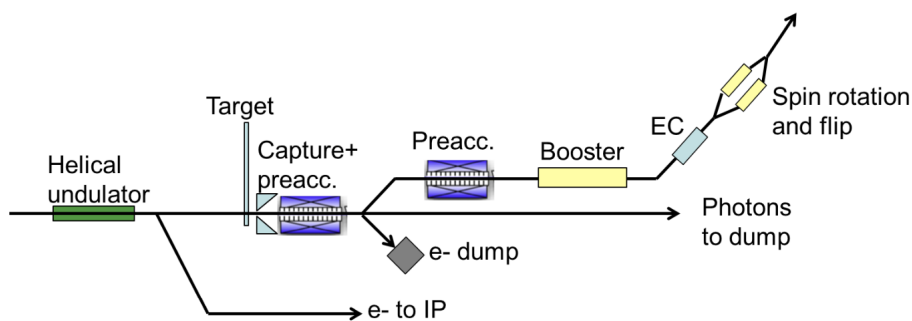 Target
Helical
undulator
Capture+
preacc.
Preacc.
Booster
EC
Spin rotation
and flip
Photons
to dump
e- dump
e- to IP